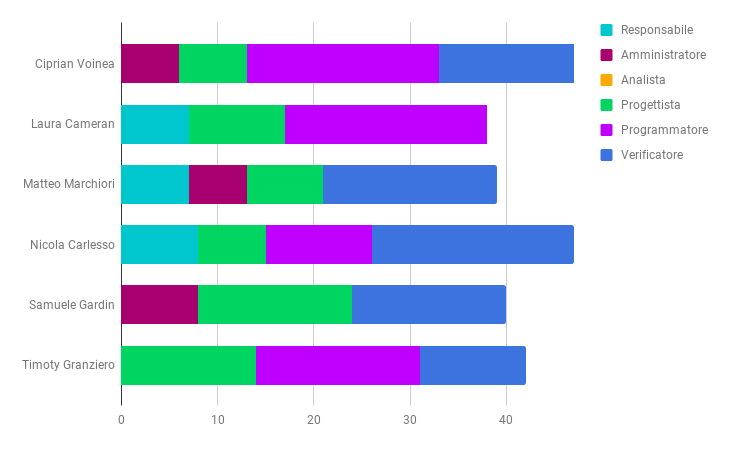 Responsabile
Amministratore
Analista
Progettista
Programmatore
Verificatore
Ciprian Voinea
Laura Cameran
Matteo Marchiori
Nicola Carlesso
Samuele Gardin
Timoty Granziero
0 10 20 30 40